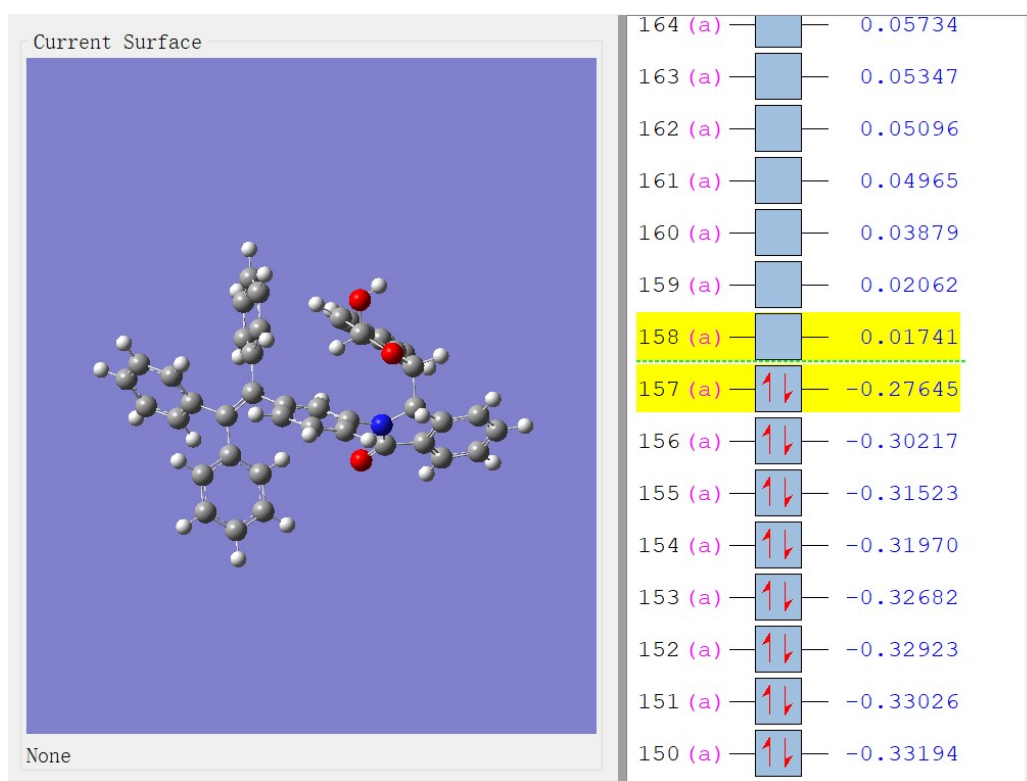 Current Surface
None
164 (a) 0.05734
163 (a) 0.05347
162 (a) 0.05096
161 (a) 0.04965
160 (a) 0.03879
159 (a) 0.02062
158 (a) 0.01741
157 (a) -0.27645
156 (a) -0.30217
155 (a) -0.31523
154 (a) -0.31970
153 (a) -0.32682
152 (a) -0.32923
151 (a) -0.33026
150 (a) -0.33194